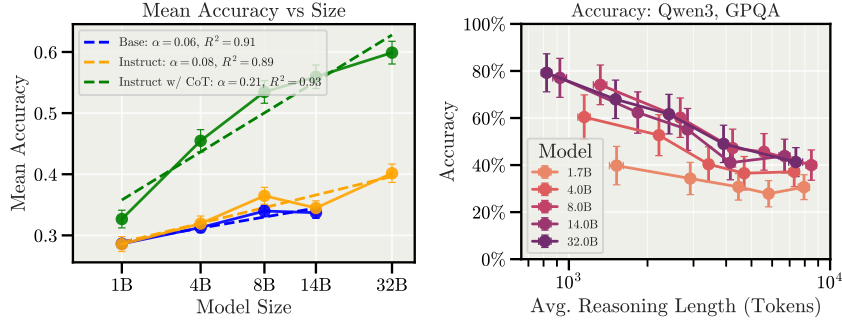 Mean Accuracy vs Size
Mean Accuracy
0.6
0.5
0.4
0.3
Base: α = 0.06, R² = 0.91
Instruct: α = 0.08, R² = 0.89
Instruct w/ CoT: α = 0.21, R² = 0.93
1B
4B
8B
14B
32B
Model Size
Accuracy: Qwen3, GPQA
Accuracy
100%
80%
60%
40%
20%
0%
Model
1.7B
4.0B
8.0B
14.0B
32.0B
10³
10⁴
Avg. Reasoning Length (Tokens)